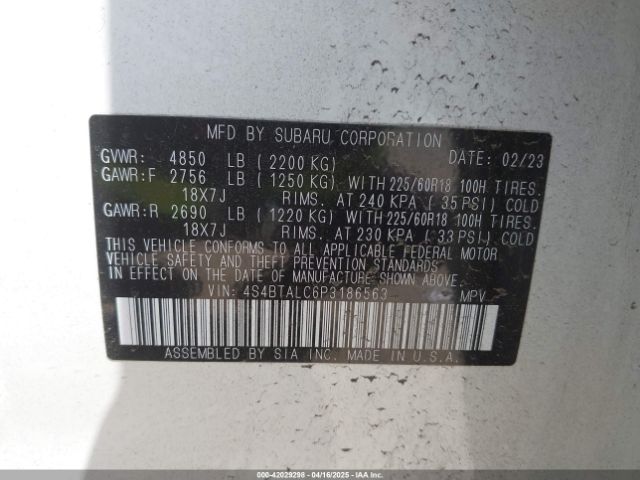 MFD BY SUBARU CORPORATION
GVWR: 4850 LB (2200 KG) DATE: 02/23
GAWR:F 2756 LB (1250 KG) WITH 225/60R18 100H TIRES.
18X7J RIMS. AT 240 KPA (35 PSI) COLD
GAWR:R 2690 LB (1220 KG) WITH 225/60R18 100H TIRES.
18X7J RIMS. AT 230 KPA (33 PSI) COLD
THIS VEHICLE CONFORMS TO ALL APPLICABLE FEDERAL MOTOR
VEHICLE SAFETY AND THEFT PREVENTION STANDARDS
IN EFFECT ON THE DATE OF MANUFACTURE SHOWN ABOVE.
VIN: 4S4BTALC6P3186563 MPV
ASSEMBLED BY SIA INC. MADE IN U.S.A.
000-42029298 - 04/16/2025 - IAAI.COM